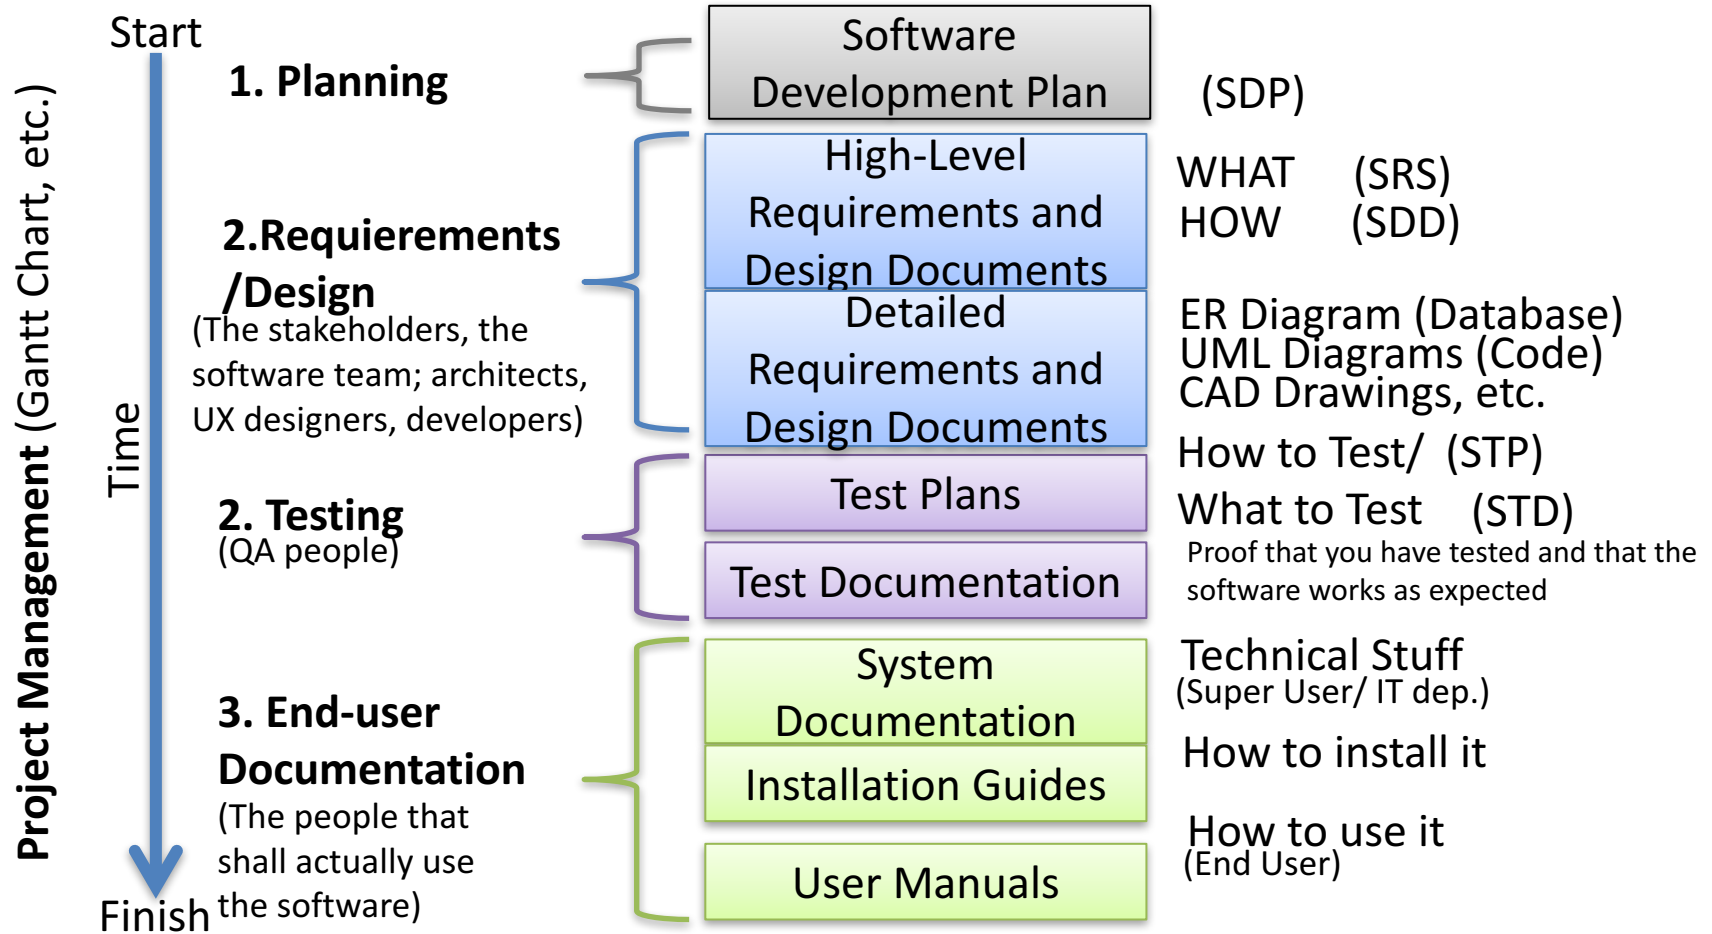 Project Management (Gantt Chart, etc.)
Start
Time
Finish
1. Planning
Software
Development Plan
(SDP)
2.Requierements
/Design
(The stakeholders, the
software team; architects,
UX designers, developers)
High-Level
Requirements and
Design Documents
WHAT (SRS)
HOW (SDD)
Detailed
Requirements and
Design Documents
ER Diagram (Database)
UML Diagrams (Code)
CAD Drawings, etc.
2. Testing
(QA people)
Test Plans
How to Test/ (STP)
What to Test (STD)
Test Documentation
Proof that you have tested and that the
software works as expected
3. End-user
Documentation
(The people that
shall actually use
the software)
System
Documentation
Technical Stuff
(Super User/ IT dep.)
Installation Guides
How to install it
User Manuals
How to use it
(End User)